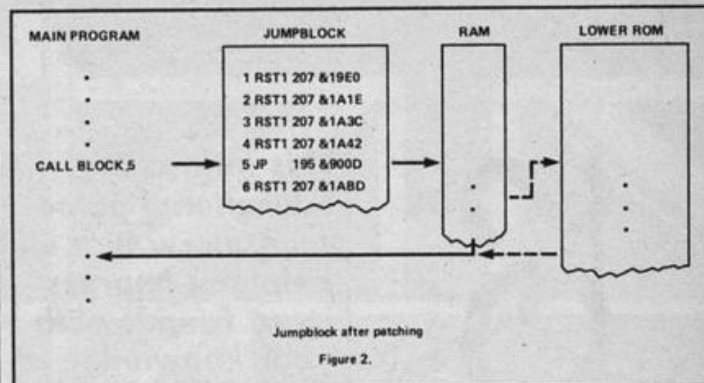 MAIN PROGRAM
JUMPBLOCK
RAM
LOWER ROM
1 RST1 207 &19E0
2 RST1 207 &1A1E
3 RST1 207 &1A3C
4 RST1 207 &1A42
CALL BLOCK,5
5 JP 195 &900D
6 RST1 207 &1ABD
Jumpblock after patching
Figure 2.